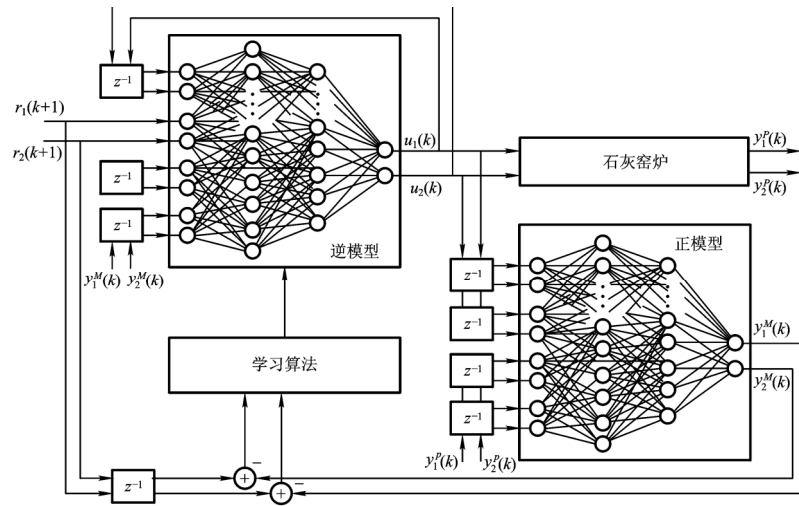 z⁻¹
r₁(k+1)
r₂(k+1)
z⁻¹
z⁻¹
y₁ᴹ(k) y₂ᴹ(k)
逆模型
u₁(k)
u₂(k)
石灰窑炉
y₁ᴾ(k)
y₂ᴾ(k)
正模型
z⁻¹
z⁻¹
z⁻¹
z⁻¹
y₁ᴾ(k) y₂ᴾ(k)
y₁ᴹ(k)
y₂ᴹ(k)
学习算法
z⁻¹
+
−
+
−